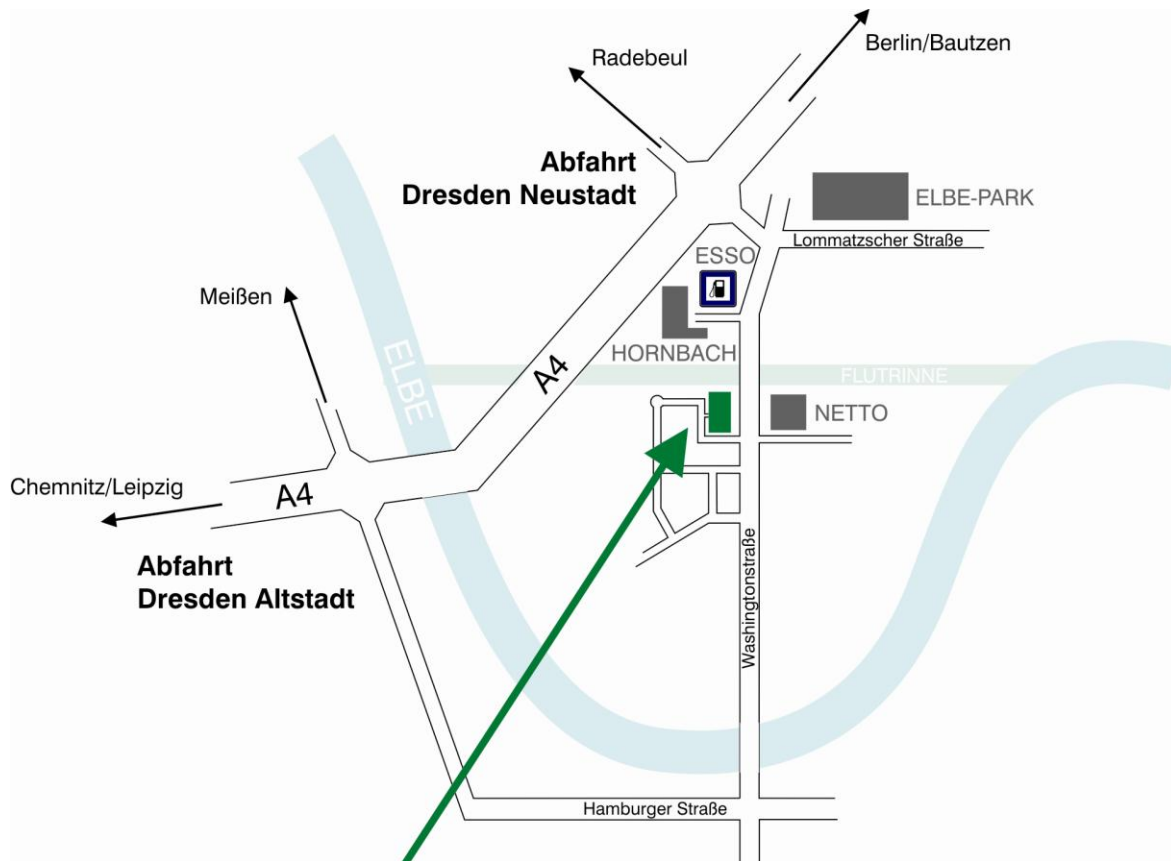 Berlin/Bautzen
Radebeul
Abfahrt
Dresden Neustadt
ELBE-PARK
Lommatzscher Straße
ESSO
Meißen
HORNBACH
ELBE
A4
FLUTRINNE
NETTO
Chemnitz/Leipzig
A4
Abfahrt
Dresden Altstadt
Washingtonstraße
Hamburger Straße